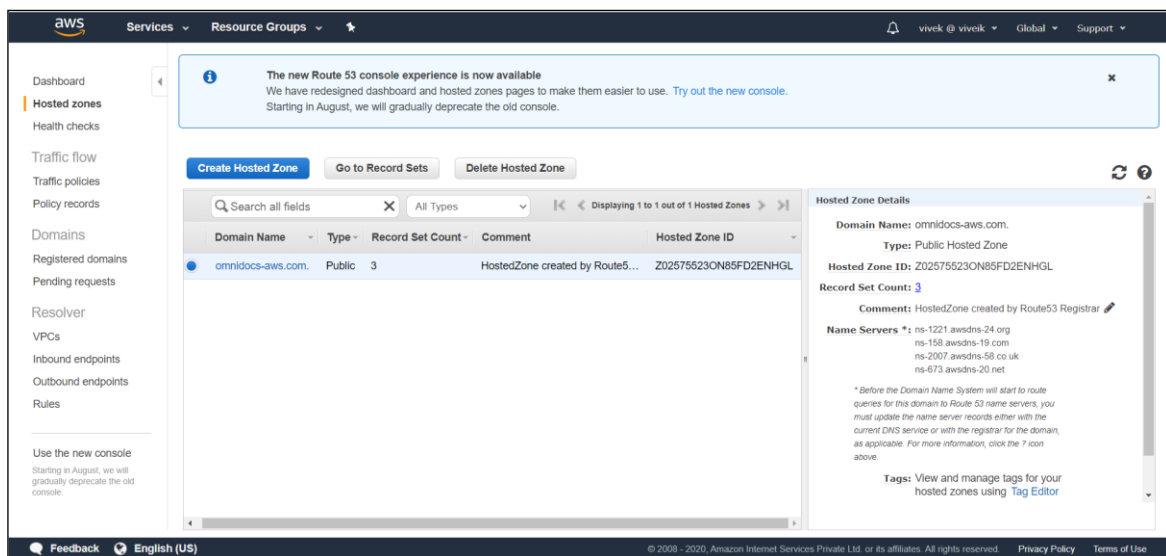 aws Services Resource Groups vivek @ viveik Global Support
Dashboard
Hosted zones
Health checks
Traffic flow
Traffic policies
Policy records
Domains
Registered domains
Pending requests
Resolver
VPCs
Inbound endpoints
Outbound endpoints
Rules
Use the new console
Starting in August, we will
gradually deprecate the old
console.
The new Route 53 console experience is now available
We have redesigned dashboard and hosted zones pages to make them easier to use. Try out the new console.
Starting in August, we will gradually deprecate the old console.
Create Hosted Zone Go to Record Sets Delete Hosted Zone
Search all fields All Types Displaying 1 to 1 out of 1 Hosted Zones
Domain Name Type Record Set Count Comment Hosted Zone ID
omnidocs-aws.com. Public 3 HostedZone created by Route5... Z02575523ON85FD2ENHGL
Hosted Zone Details
Domain Name: omnidocs-aws.com.
Type: Public Hosted Zone
Hosted Zone ID: Z02575523ON85FD2ENHGL
Record Set Count: 3
Comment: HostedZone created by Route53 Registrar
Name Servers *: ns-1221.awsdns-24.org
ns-158.awsdns-19.com
ns-2007.awsdns-58.co.uk
ns-673.awsdns-20.net
* Before the Domain Name System will start to route
queries for this domain to Route 53 name servers, you
must update the name server records either with the
current DNS service or with the registrar for the domain,
as applicable. For more information, click the ? icon
above.
Tags: View and manage tags for your
hosted zones using Tag Editor
Feedback English (US) © 2008 - 2020, Amazon Internet Services Private Ltd. or its affiliates. All rights reserved. Privacy Policy Terms of Use